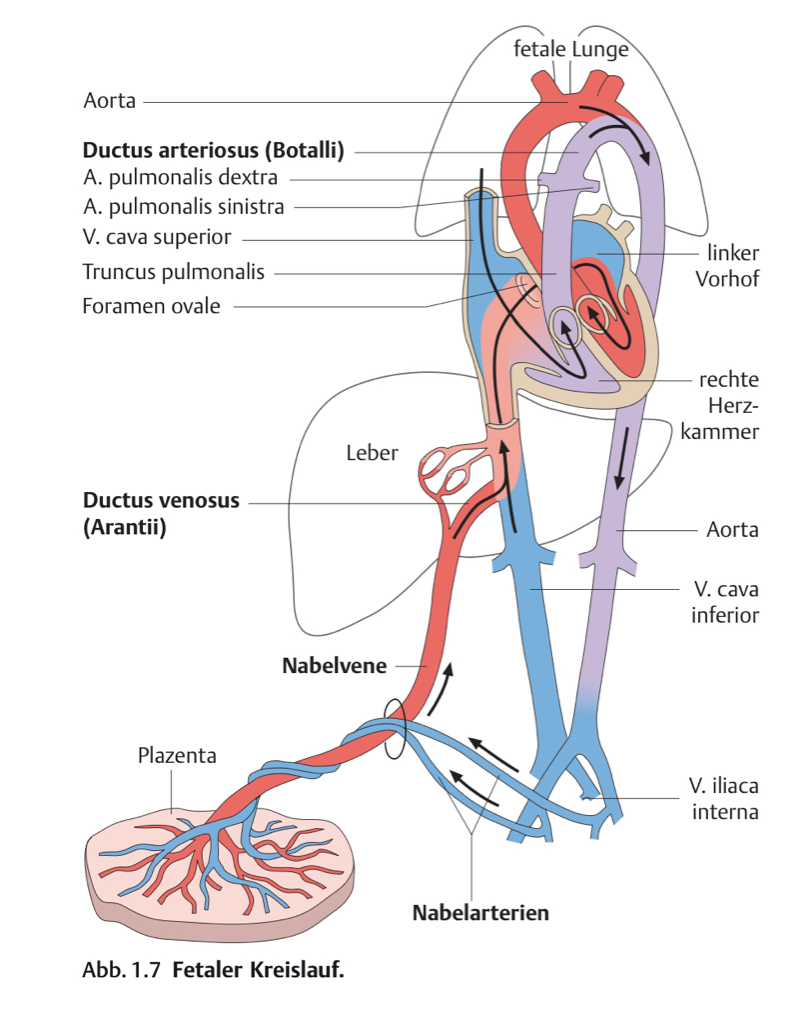 fetale Lunge
Aorta
Ductus arteriosus (Botalli)
A. pulmonalis dextra
A. pulmonalis sinistra
V. cava superior
Truncus pulmonalis
Foramen ovale
linker
Vorhof
rechte
Herz-
kammer
Leber
Ductus venosus
(Arantii)
Aorta
V. cava
inferior
Nabelvene
Plazenta
V. iliaca
interna
Nabelarterien
Abb. 1.7 Fetaler Kreislauf.